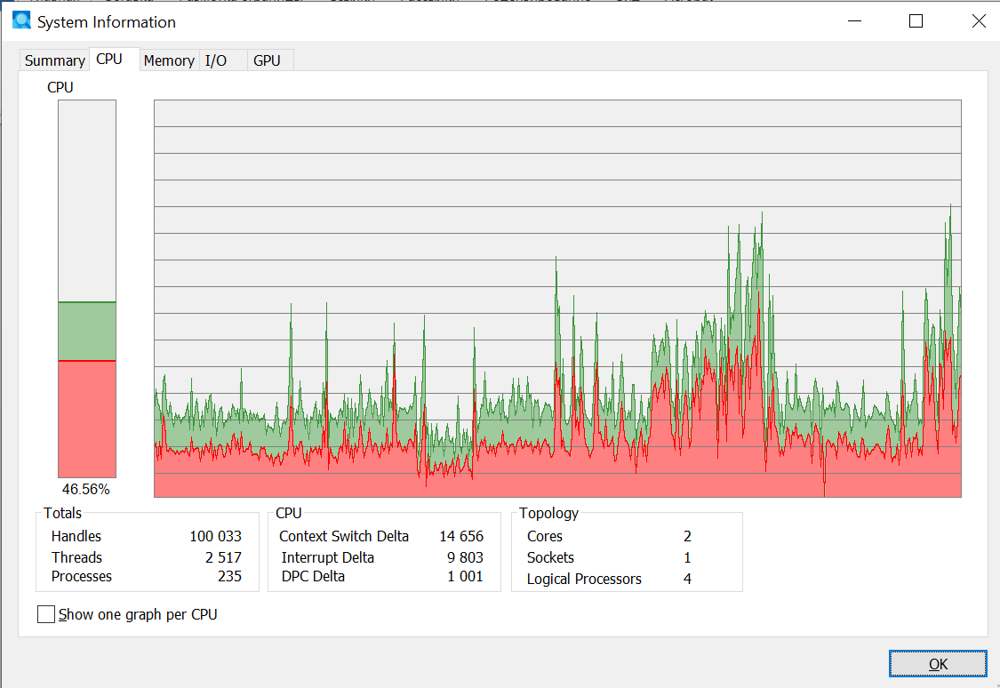 System Information
Summary CPU Memory I/O GPU
CPU
46.56%
Totals
Handles 100 033
Threads 2 517
Processes 235
CPU
Context Switch Delta 14 656
Interrupt Delta 9 803
DPC Delta 1 001
Topology
Cores 2
Sockets 1
Logical Processors 4
Show one graph per CPU
OK